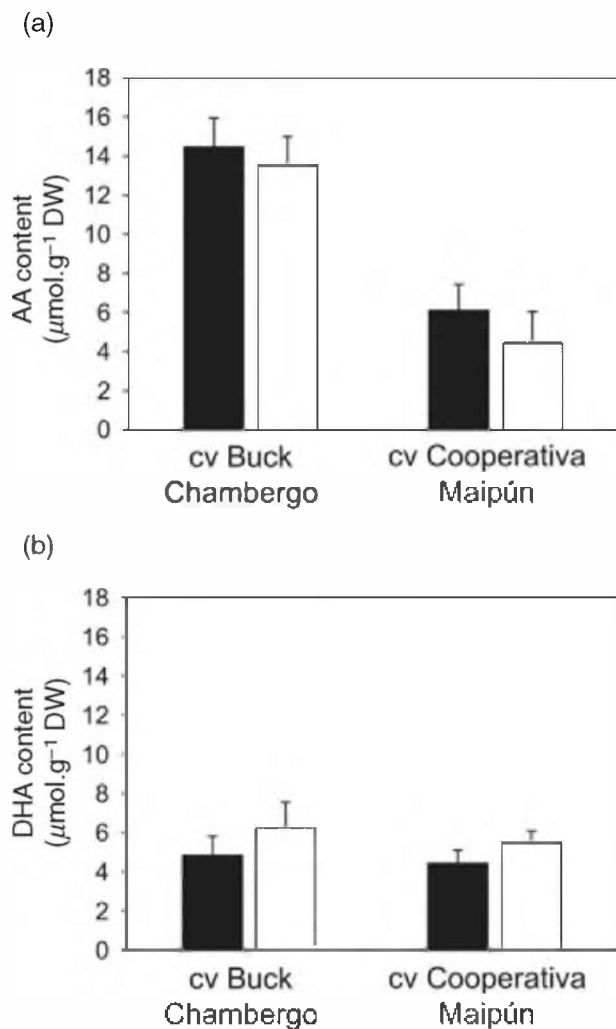 (a)
AA content
(μmol.g⁻¹ DW)
18
16
14
12
10
8
6
4
2
0
cv Buck
Chambergo
cv Cooperativa
Maipún
(b)
DHA content
(μmol.g⁻¹ DW)
18
16
14
12
10
8
6
4
2
0
cv Buck
Chambergo
cv Cooperativa
Maipún